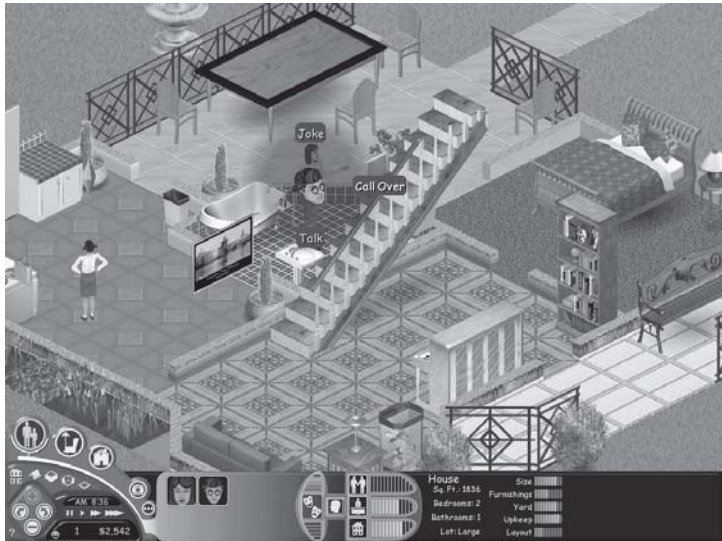 Joke
Call Over
Talk
AM 8:36
1 $2,542
House
Sq. Ft.: 1836
Bedrooms: 2
Bathrooms: 1
Lot: Large
Size
Furnishings
Yard
Upkeep
Layout
?